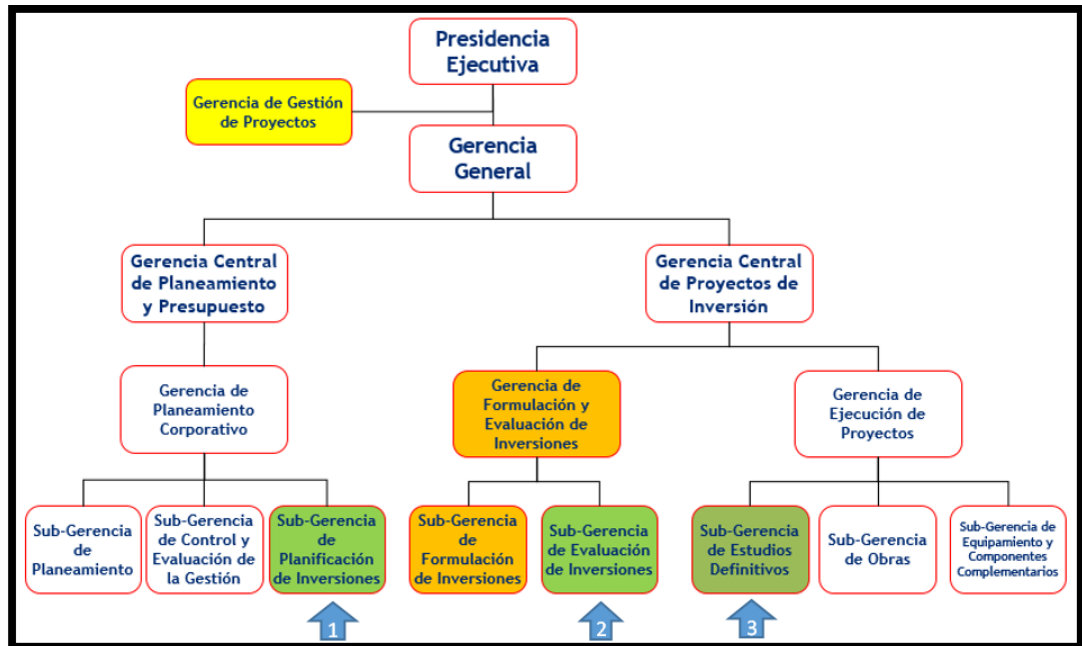 Presidencia
Ejecutiva
Gerencia de Gestión
de Proyectos
Gerencia
General
Gerencia Central
de Planeamiento
y Presupuesto
Gerencia Central
de Proyectos de
Inversión
Gerencia de
Planeamiento
Corporativo
Gerencia de
Formulación y
Evaluación de
Inversiones
Gerencia de
Ejecución de
Proyectos
Sub-Gerencia
de
Planeamiento
Sub-Gerencia
de Control y
Evaluación de
la Gestión
Sub-Gerencia
de
Planificación
de Inversiones
Sub-Gerencia
de
Formulación
de Inversiones
Sub-Gerencia
de Evaluación
de Inversiones
Sub-Gerencia
de Estudios
Definitivos
Sub-Gerencia
de Obras
Sub-Gerencia de
Equipamiento y
Componentes
Complementarios
1
2
3